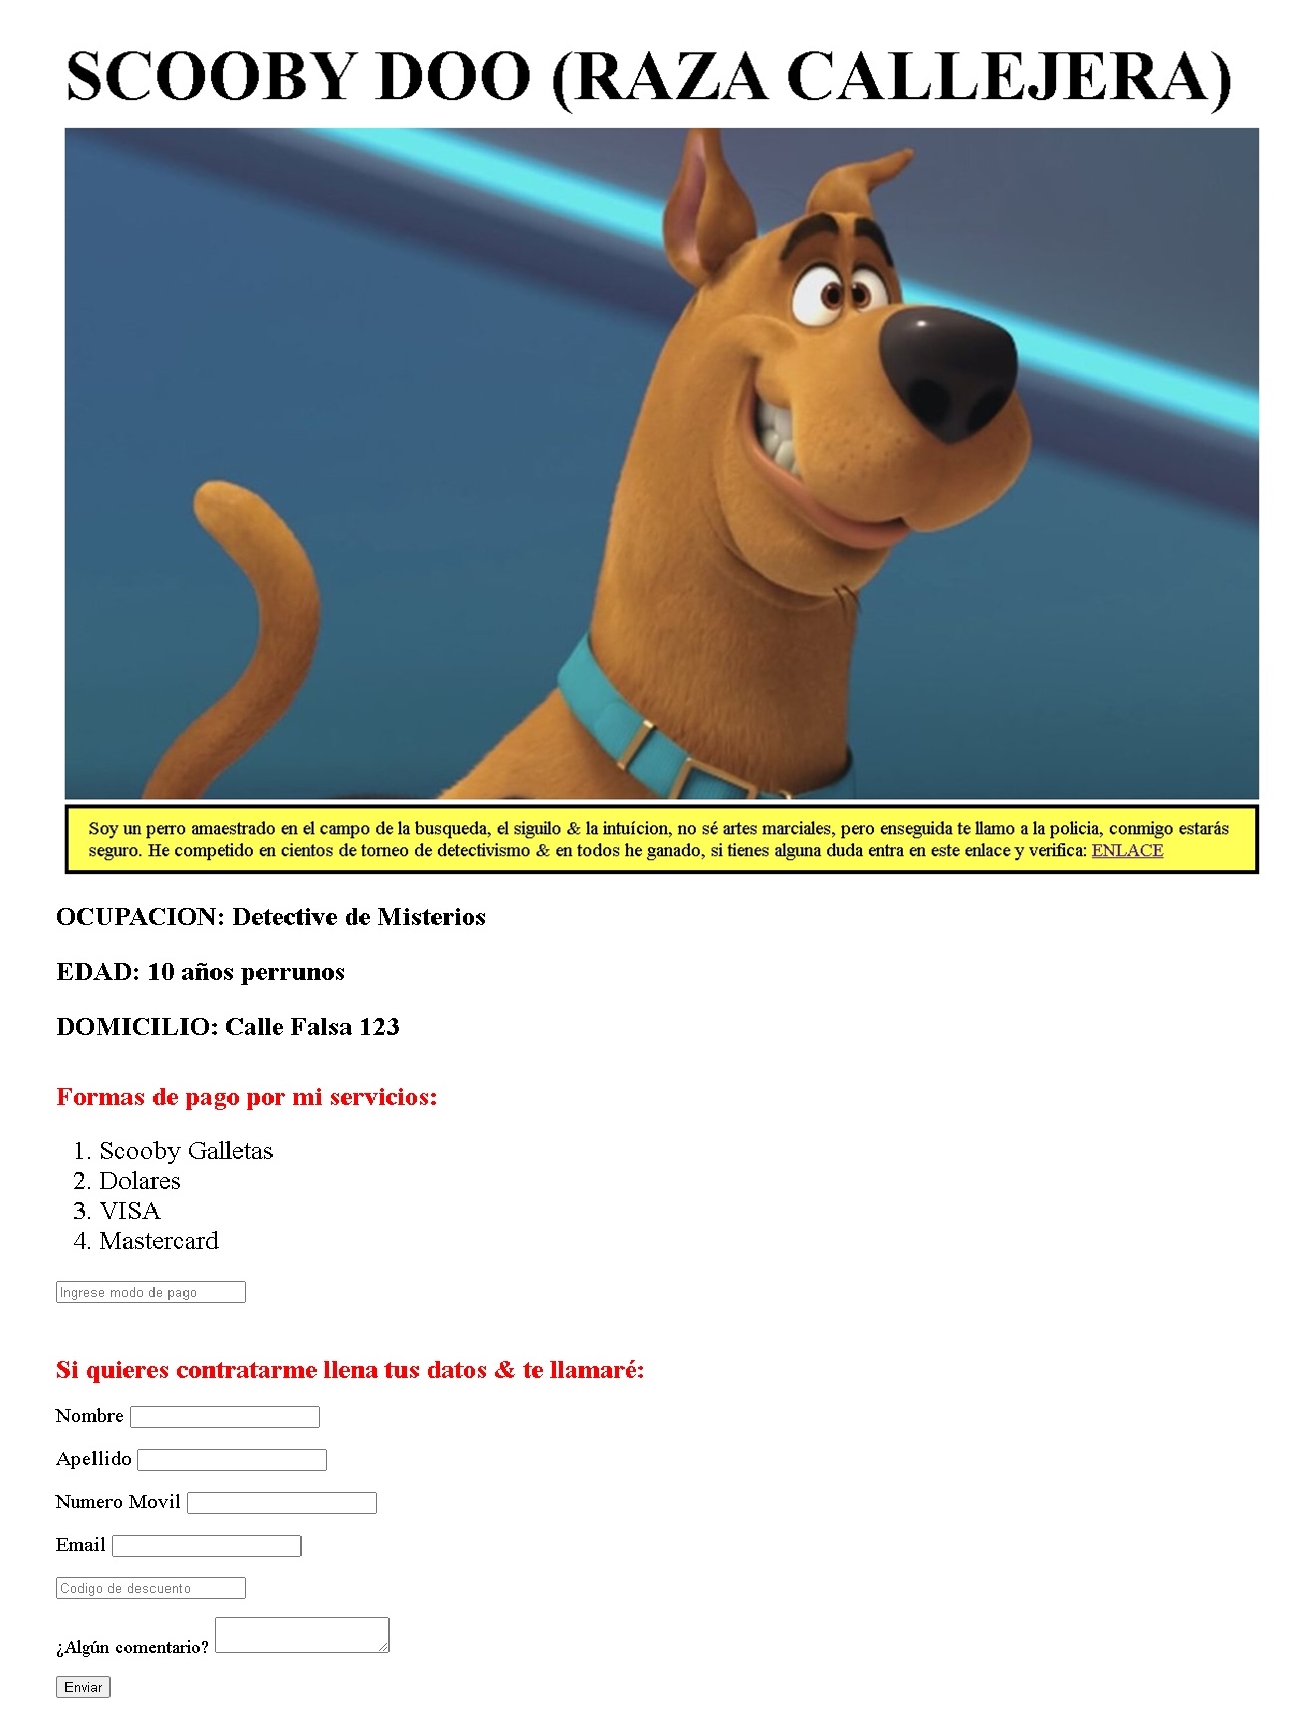 SCOOBY DOO (RAZA CALLEJERA)
Soy un perro amaestrado en el campo de la busqueda, el siguilo & la intuícion, no sé artes marciales, pero enseguida te llamo a la policia, conmigo estarás
seguro. He competido en cientos de torneo de detectivismo & en todos he ganado, si tienes alguna duda entra en este enlace y verifica: ENLACE
OCUPACION: Detective de Misterios
EDAD: 10 años perrunos
DOMICILIO: Calle Falsa 123
Formas de pago por mi servicios:
1. Scooby Galletas
2. Dolares
3. VISA
4. Mastercard
Ingrese modo de pago
Si quieres contratarme llena tus datos & te llamaré:
Nombre
Apellido
Numero Movil
Email
Codigo de descuento
¿Algún comentario?
Enviar